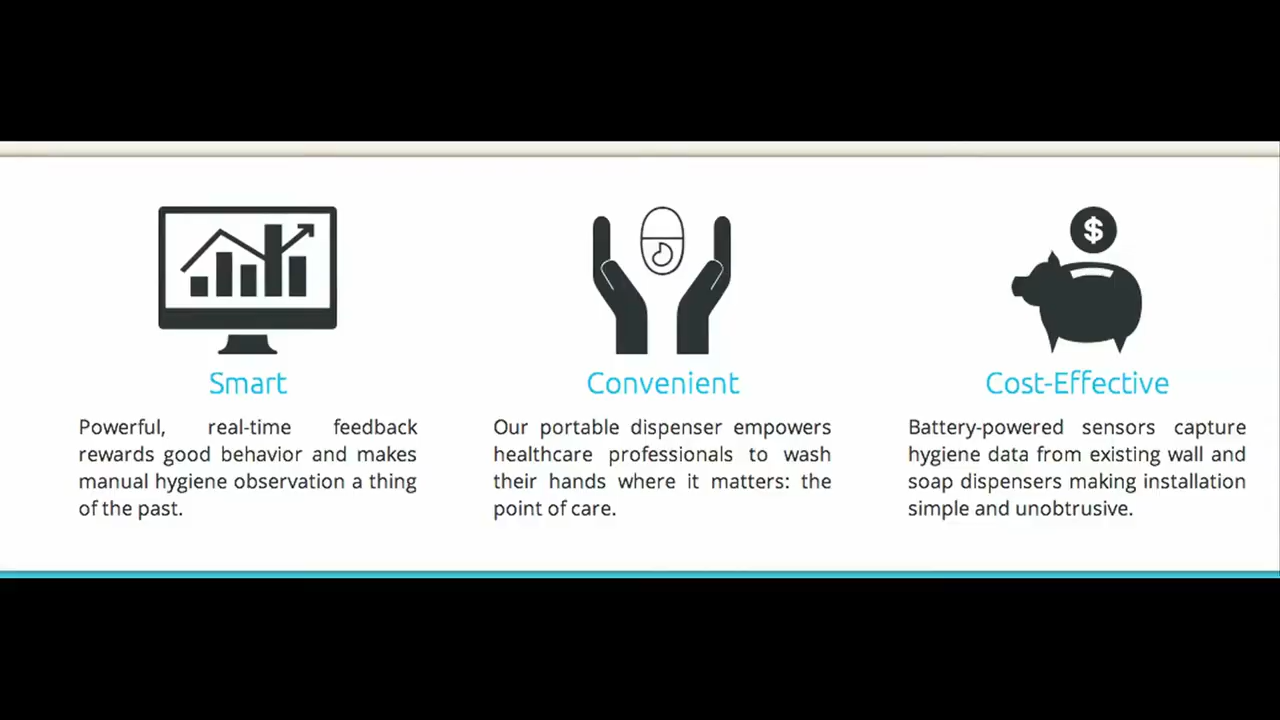 $
Smart
Powerful, real-time feedback
rewards good behavior and makes
manual hygiene observation a thing
of the past.
Convenient
Our portable dispenser empowers
healthcare professionals to wash
their hands where it matters: the
point of care.
Cost-Effective
Battery-powered sensors capture
hygiene data from existing wall and
soap dispensers making installation
simple and unobtrusive.